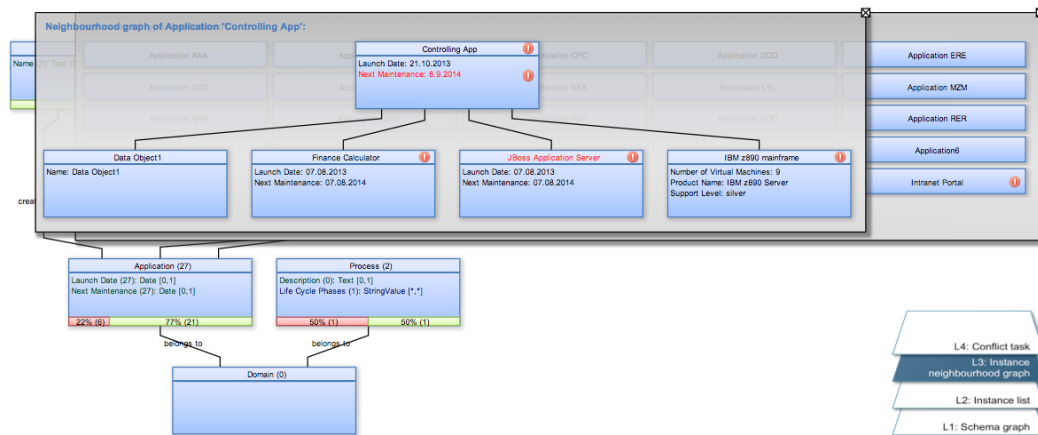 Neighbourhood graph of Application 'Controlling App':
Application ANA
Application CPC
Application DQD
Application ERE
Controlling App
Launch Date: 21.10.2013
Next Maintenance: 8.9.2014
Application LYL
Application MZM
Application RER
Application6
Intranet Portal
Data Object1
Name: Data Object1
Finance Calculator
Launch Date: 07.08.2013
Next Maintenance: 07.08.2014
JBoss Application Server
Launch Date: 07.08.2013
Next Maintenance: 07.08.2014
IBM z890 mainframe
Number of Virtual Machines: 9
Product Name: IBM z890 Server
Support Level: silver
Application (27)
Launch Date (27): Date [0,1]
Next Maintenance (27): Date [0,1]
22% (6)
77% (21)
Process (2)
Description (0): Text [0,1]
Life Cycle Phases (1): StringValue [*,*]
50% (1)
50% (1)
belongs to
belongs to
Domain (0)
L4: Conflict task
L3: Instance
neighbourhood graph
L2: Instance list
L1: Schema graph